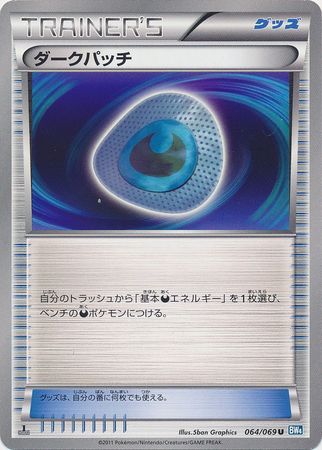 TRAINER'S
グッズ
ダークパッチ
自分のトラッシュから「基本エネルギー」を1枚選び、
ベンチのポケモンにつける。
グッズは、自分の番に何枚でも使える。
1
Illus.5ban Graphics 064/069 U BW4
©2011 Pokémon/Nintendo/Creatures/GAME FREAK.